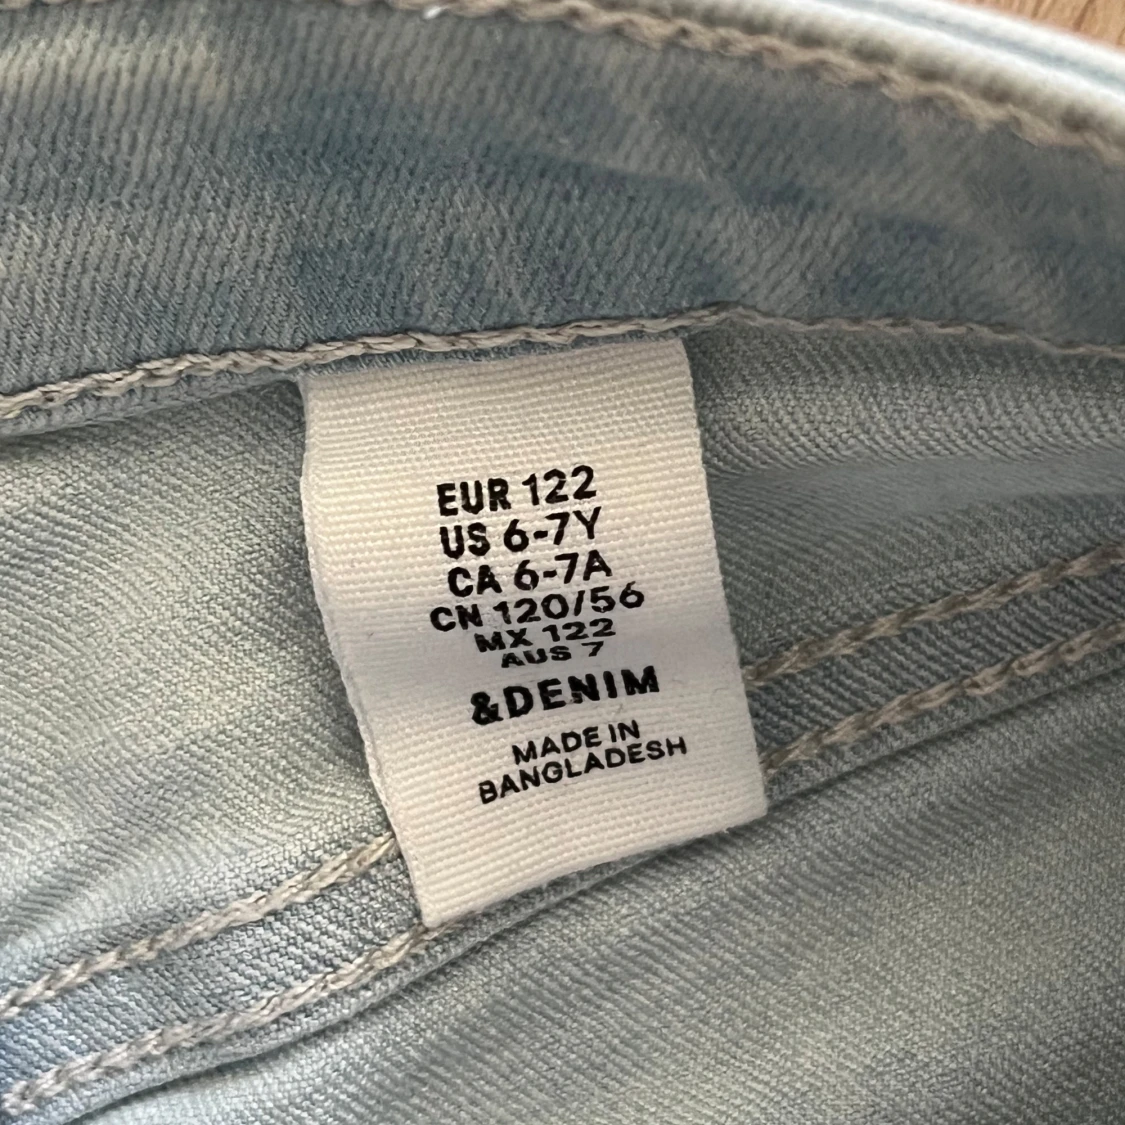 EUR 122
US 6-7Y
CA 6-7A
CN 120/56
MX 122
AUS 7
&DENIM
MADE IN
BANGLADESH